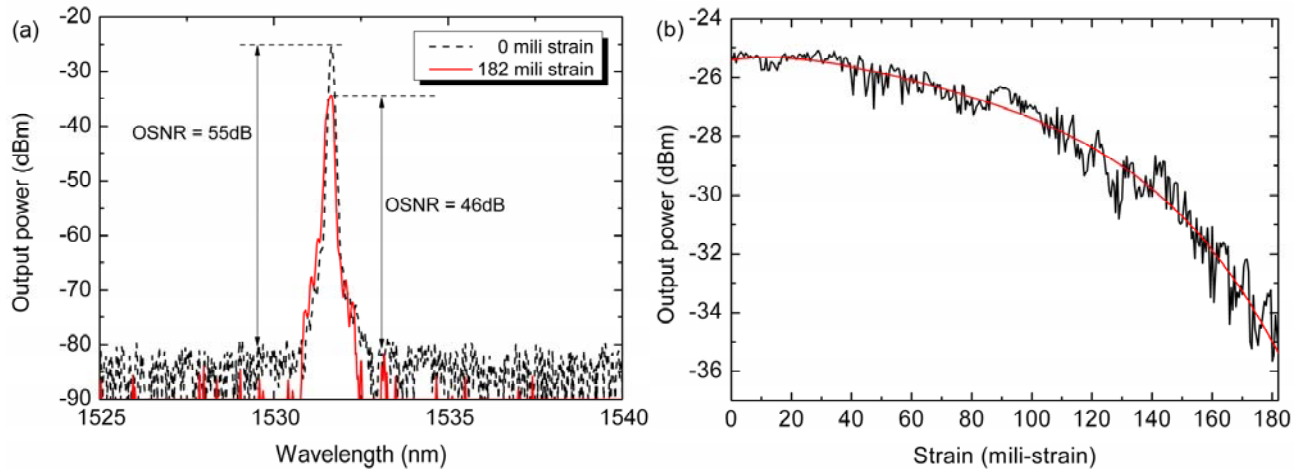 (a)
Output power (dBm)
-20
-30
-40
-50
-60
-70
-80
-90
0 mili strain
182 mili strain
OSNR = 55dB
OSNR = 46dB
1525
1530
1535
1540
Wavelength (nm)
(b)
Output power (dBm)
-24
-26
-28
-30
-32
-34
-36
0
20
40
60
80
100
120
140
160
180
Strain (mili-strain)